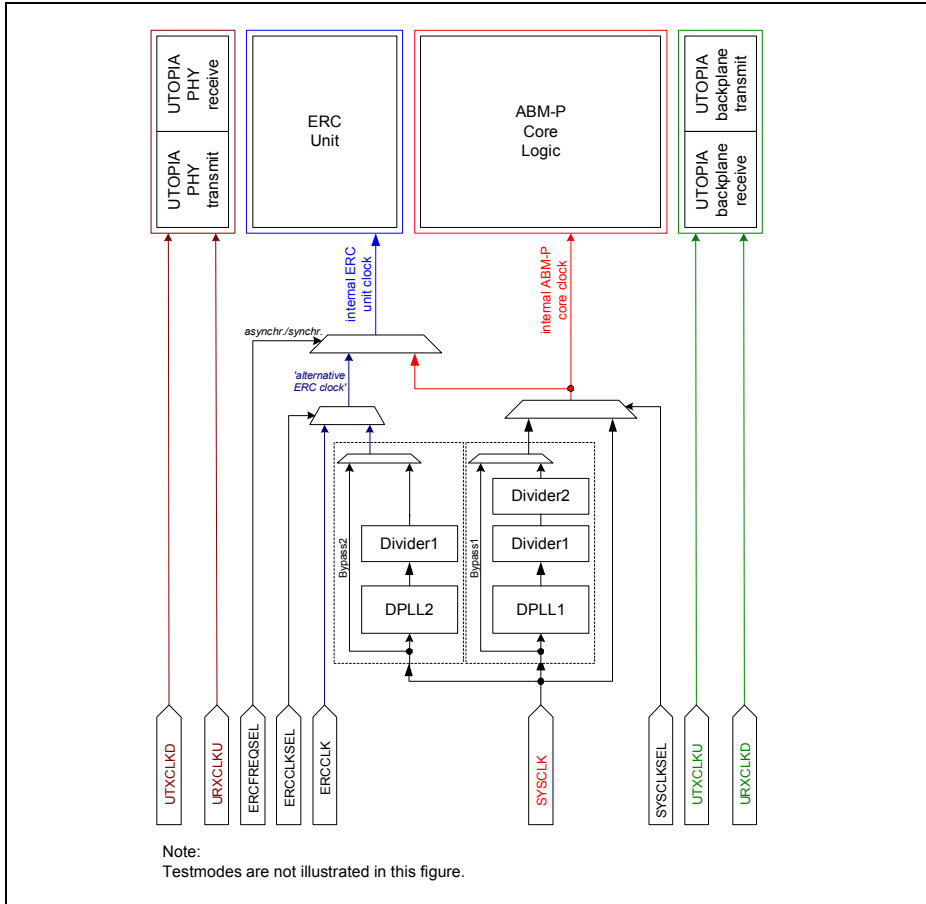 UTOPIA
PHY
receive
UTOPIA
PHY
transmit
ERC
Unit
ABM-P
Core
Logic
UTOPIA
backplane
transmit
UTOPIA
backplane
receive
internal ERC
unit clock
internal ABM-P
core clock
asynchr./synchr.
'alternative
ERC clock'
Bypass2
Divider1
DPLL2
Bypass1
Divider2
Divider1
DPLL1
UTXCLKD
URXCLKU
ERCFREQSEL
ERCCLKSEL
ERCCLK
SYSCLK
SYSCLKSEL
UTXCLKU
URXCLKD
Note:
Testmodes are not illustrated in this figure.